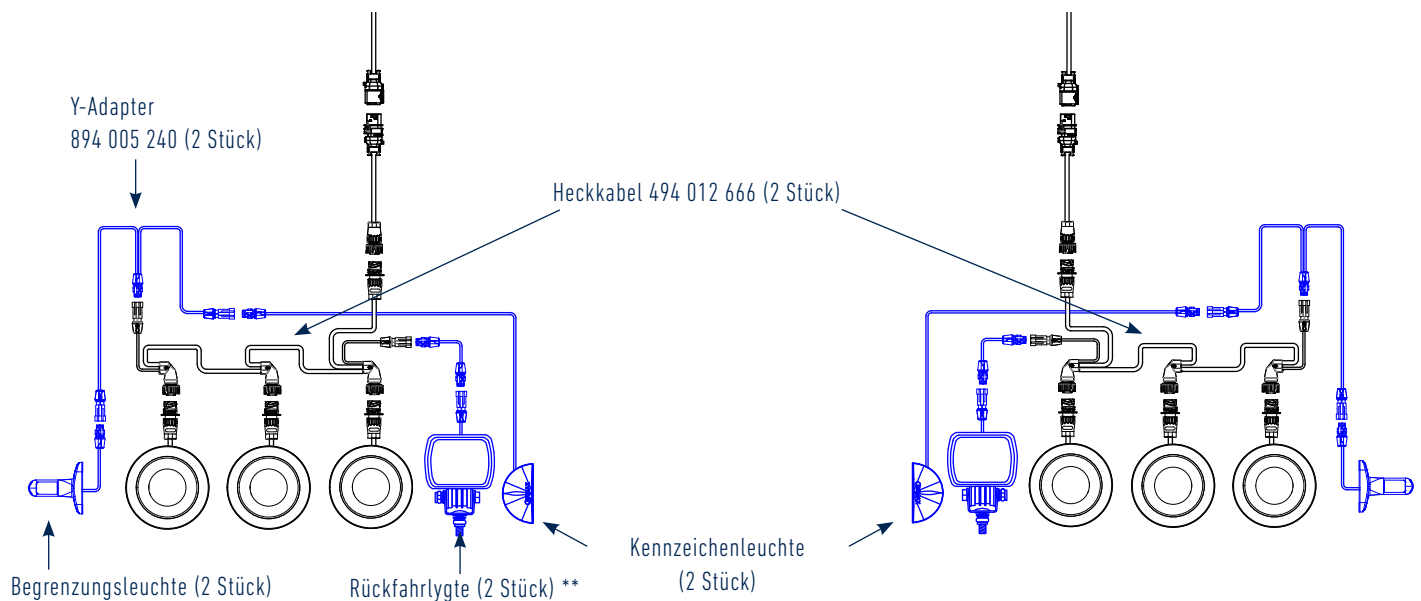 Y-Adapter
894 005 240 (2 Stück)
Heckkabel 494 012 666 (2 Stück)
Begrenzungsleuchte (2 Stück)
Rückfahrlygte (2 Stück) **
Kennzeichenleuchte
(2 Stück)